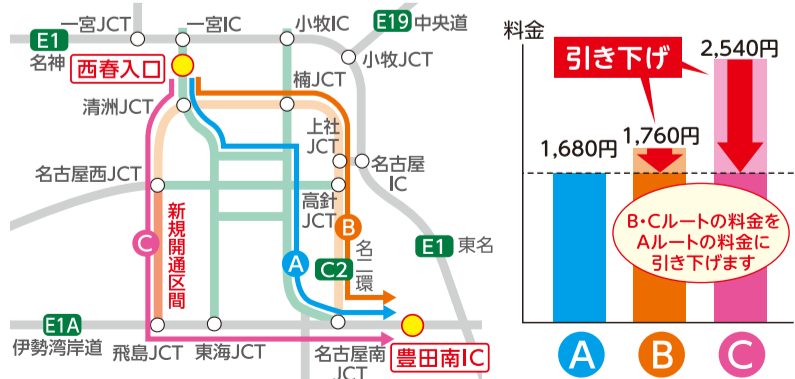 一宮JCT
一宮IC
小牧IC
E19 中央道
E1
名神
西春入口
小牧JCT
楠JCT
清洲JCT
上社
JCT
名古屋
IC
名古屋西JCT
高針
JCT
新規開通区間
B
C
A
名二環
C2
E1 東名
E1A
伊勢湾岸道
飛島JCT
東海JCT
名古屋南
JCT
豊田南IC
料金
引き下げ
2,540円
1,760円
1,680円
B・Cルートの料金を
Aルートの料金に
引き下げます
A
B
C